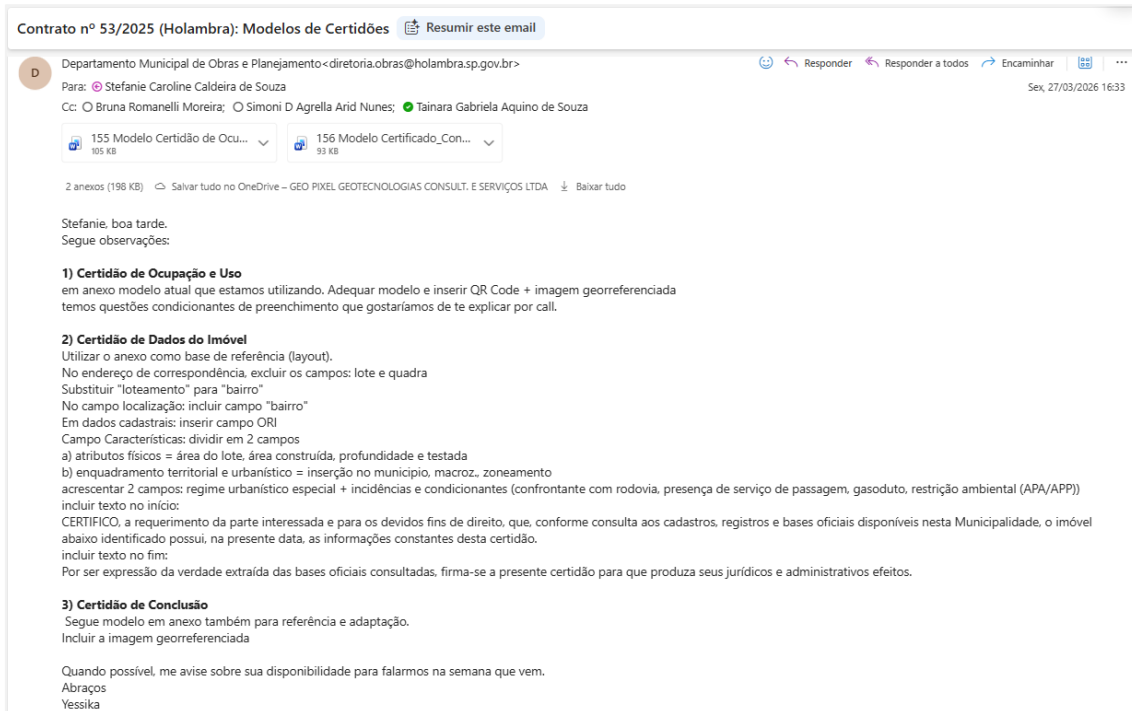 Contrato nº 53/2025 (Holambra): Modelos de Certidões Resumir este email
D
Departamento Municipal de Obras e Planejamento<diretoria.obras@holambra.sp.gov.br>
Responder Responder a todos Encaminhar
Para: Stefanie Caroline Caldeira de Souza
Sex, 27/03/2026 16:33
Cc: Bruna Romanelli Moreira; Simoni D Agrella Arid Nunes; Tainara Gabriela Aquino de Souza
155 Modelo Certidão de Ocu...
105 KB
156 Modelo Certificado_Con...
93 KB
2 anexos (198 KB) Salvar tudo no OneDrive – GEO PIXEL GEOTECNOLOGIAS CONSULT. E SERVIÇOS LTDA Baixar tudo
Stefanie, boa tarde.
Segue observações:
1) Certidão de Ocupação e Uso
em anexo modelo atual que estamos utilizando. Adequar modelo e inserir QR Code + imagem georreferenciada
temos questões condicionantes de preenchimento que gostaríamos de te explicar por call.
2) Certidão de Dados do Imóvel
Utilizar o anexo como base de referência (layout).
No endereço de correspondência, excluir os campos: lote e quadra
Substituir "loteamento" para "bairro"
No campo localização: incluir campo "bairro"
Em dados cadastrais: inserir campo ORI
Campo Características: dividir em 2 campos
a) atributos físicos = área do lote, área construída, profundidade e testada
b) enquadramento territorial e urbanístico = inserção no municipio, macroz., zoneamento
acrescentar 2 campos: regime urbanístico especial + incidências e condicionantes (confrontante com rodovia, presença de serviço de passagem, gasoduto, restrição ambiental (APA/APP))
incluir texto no início:
CERTIFICO, a requerimento da parte interessada e para os devidos fins de direito, que, conforme consulta aos cadastros, registros e bases oficiais disponíveis nesta Municipalidade, o imóvel
abaixo identificado possui, na presente data, as informações constantes desta certidão.
incluir texto no fim:
Por ser expressão da verdade extraída das bases oficiais consultadas, firma-se a presente certidão para que produza seus jurídicos e administrativos efeitos.
3) Certidão de Conclusão
Segue modelo em anexo também para referência e adaptação.
Incluir a imagem georreferenciada
Quando possível, me avise sobre sua disponibilidade para falarmos na semana que vem.
Abraços
Yessika